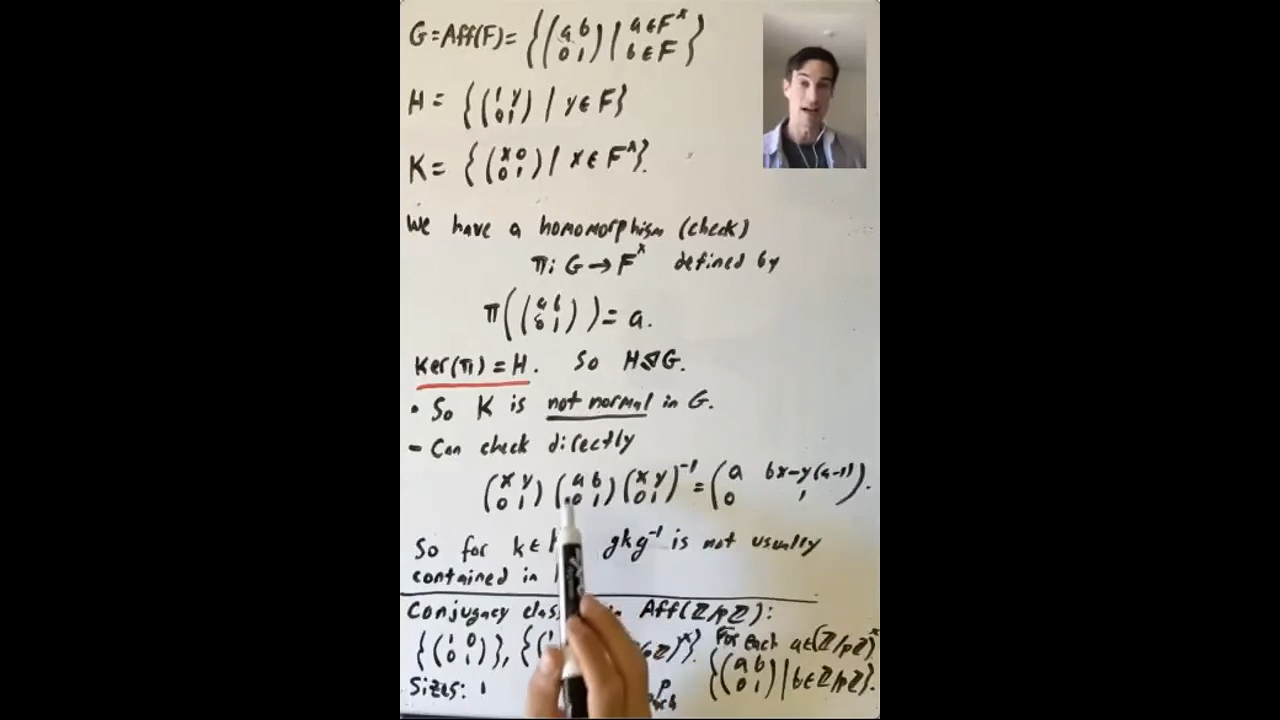 G = Aff(F) = {(a b 0 1) | a ∈ F^x b ∈ F}
H = {(1 y 0 1) | y ∈ F}
K = {(x 0 0 1) | x ∈ F^x}.
We have a homomorphism (check)
π: G → F^x defined by
π((a b 0 1)) = a.
Ker(π) = H. So H ⊲ G.
• So K is not normal in G.
- Can check directly
(x y 0 1)(a b 0 1)(x y 0 1)^-1 = (a bx-y(a-1) 0 1).
So for k ∈ gkg^-1 is not usually
contained in
Conjugacy Aff(Z/pZ):
{(1 0 0 1)}, {( )^x} For each a ∈ (Z/pZ)^x
{(a b 0 1) | b ∈ Z/pZ}.
Sizes: 1 p